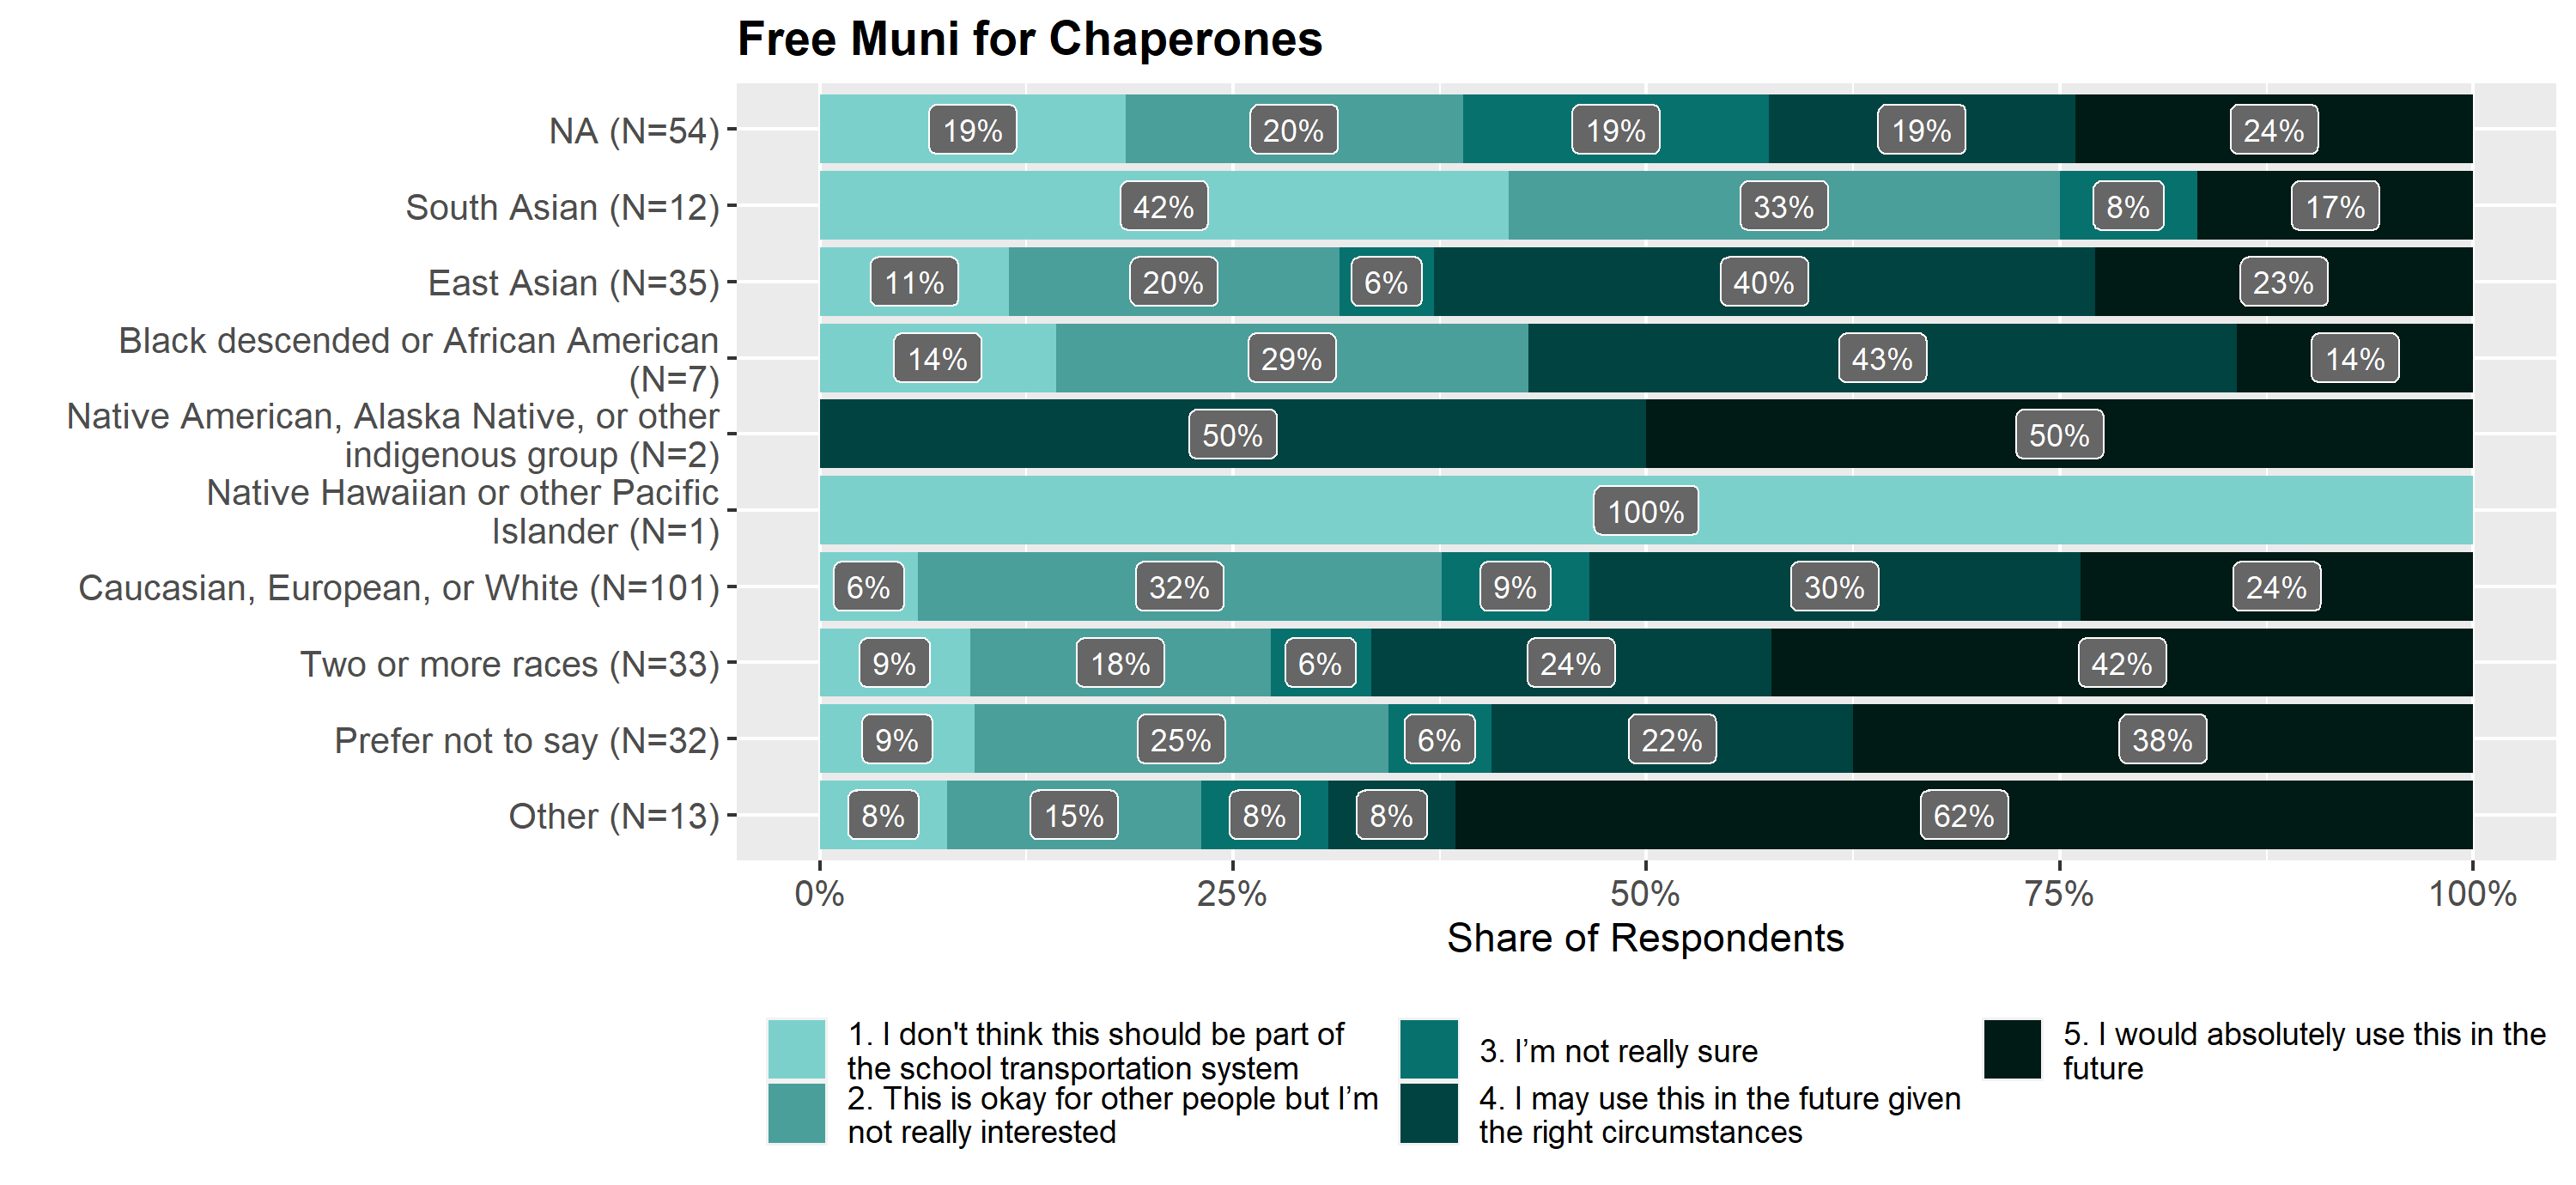 Free Muni for Chaperones
NA (N=54)
19% 20% 19% 19% 24%
South Asian (N=12)
42% 33% 8% 17%
East Asian (N=35)
11% 20% 6% 40% 23%
Black descended or African American
(N=7)
14% 29% 43% 14%
Native American, Alaska Native, or other
indigenous group (N=2)
50% 50%
Native Hawaiian or other Pacific
Islander (N=1)
100%
Caucasian, European, or White (N=101)
6% 32% 9% 30% 24%
Two or more races (N=33)
9% 18% 6% 24% 42%
Prefer not to say (N=32)
9% 25% 6% 22% 38%
Other (N=13)
8% 15% 8% 8% 62%
0% 25% 50% 75% 100%
Share of Respondents
1. I don't think this should be part of
the school transportation system
2. This is okay for other people but I’m
not really interested
3. I’m not really sure
4. I may use this in the future given
the right circumstances
5. I would absolutely use this in the
future